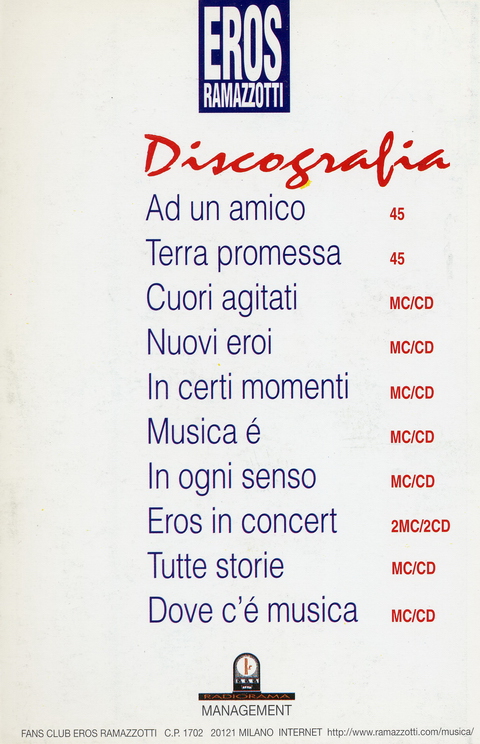 EROS
RAMAZZOTTI
Discografia
Ad un amico 45
Terra promessa 45
Cuori agitati MC/CD
Nuovi eroi MC/CD
In certi momenti MC/CD
Musica é MC/CD
In ogni senso MC/CD
Eros in concert 2MC/2CD
Tutte storie MC/CD
Dove c'é musica MC/CD
RADIORAMA
MANAGEMENT
FANS CLUB EROS RAMAZZOTTI C.P. 1702 20121 MILANO INTERNET http://www.ramazzotti.com/musica/